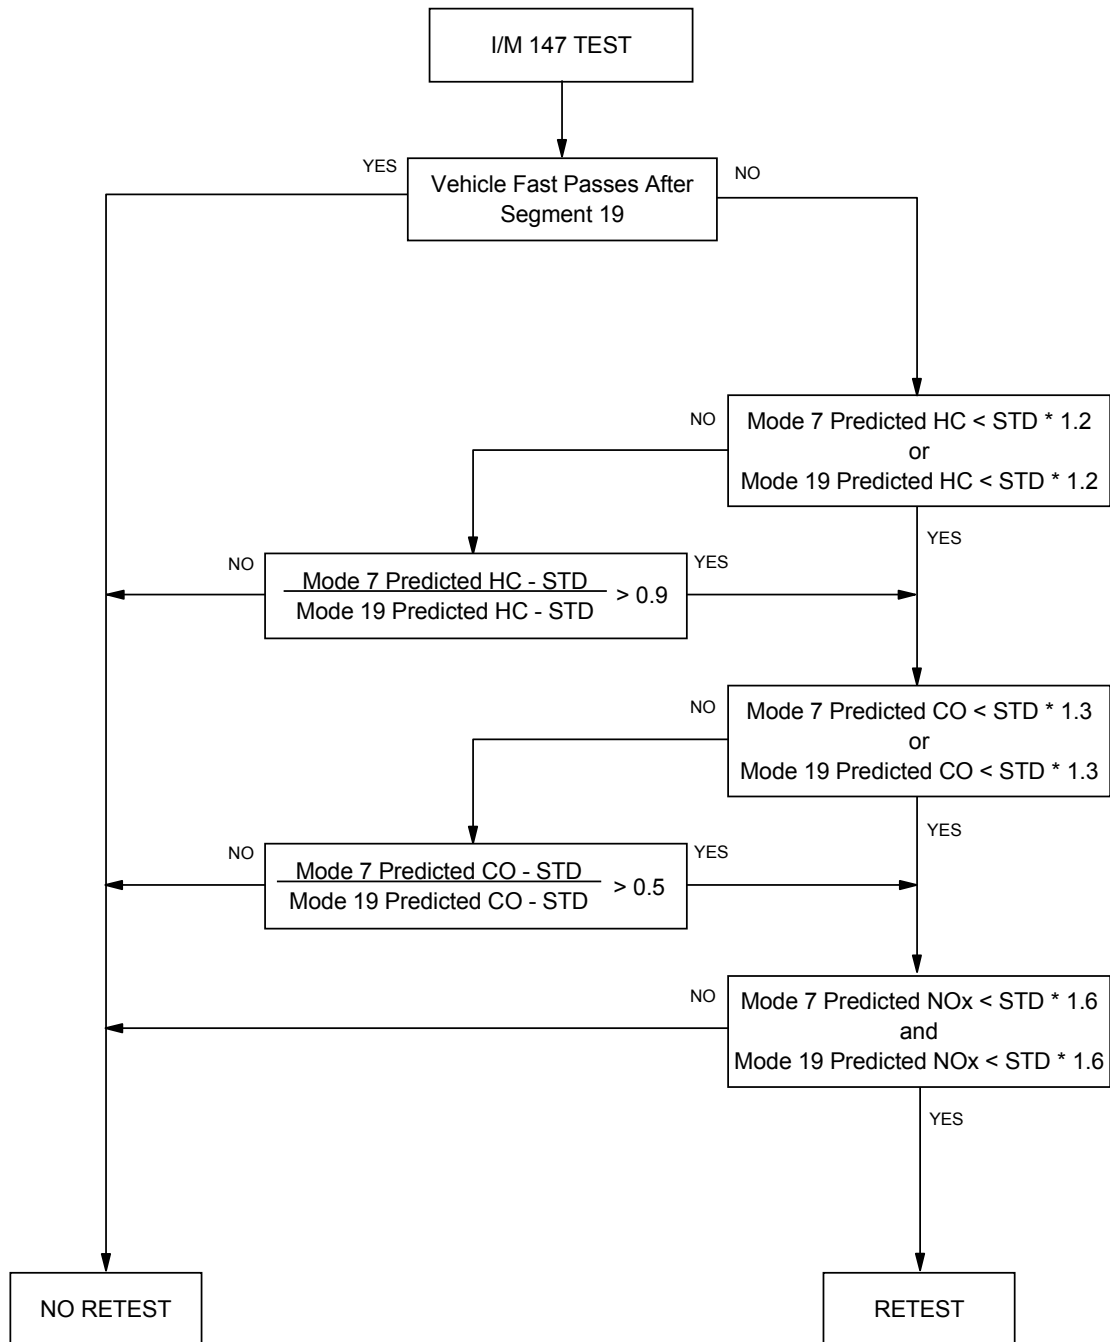 I/M 147 TEST
YES
NO
Vehicle Fast Passes After
Segment 19
NO
Mode 7 Predicted HC < STD * 1.2
or
Mode 19 Predicted HC < STD * 1.2
YES
NO
YES
Mode 7 Predicted HC - STD
Mode 19 Predicted HC - STD
> 0.9
NO
Mode 7 Predicted CO < STD * 1.3
or
Mode 19 Predicted CO < STD * 1.3
YES
NO
YES
Mode 7 Predicted CO - STD
Mode 19 Predicted CO - STD
> 0.5
NO
Mode 7 Predicted NOx < STD * 1.6
and
Mode 19 Predicted NOx < STD * 1.6
YES
NO RETEST
RETEST